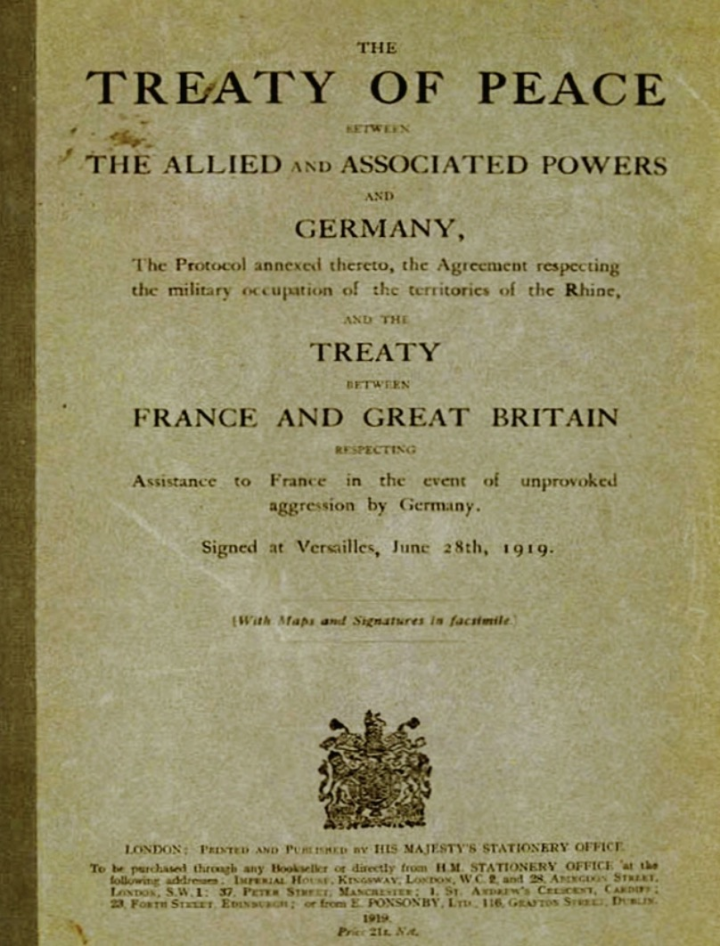 THE
TREATY OF PEACE
BETWEEN
THE ALLIED AND ASSOCIATED POWERS
AND
GERMANY,
The Protocol annexed thereto, the Agreement respecting
the military occupation of the territories of the Rhine,
AND THE
TREATY
BETWEEN
FRANCE AND GREAT BRITAIN
RESPECTING
Assistance to France in the event of unprovoked
aggression by Germany.
Signed at Versailles, June 28th, 1919.
[With Maps and Signatures in facsimile.]
LONDON: PRINTED AND PUBLISHED BY HIS MAJESTY'S STATIONERY OFFICE.
To be purchased through any Bookseller or directly from H.M. STATIONERY OFFICE at the
following addresses: IMPERIAL HOUSE, KINGSWAY, LONDON, W.C. 2, and 28, ABINGDON STREET,
LONDON, S.W. 1; 37, PETER STREET, MANCHESTER; 1, ST. ANDREW'S CRESCENT, CARDIFF;
23, FORTH STREET, EDINBURGH; or from E. PONSONBY, LTD., 116, GRAFTON STREET, DUBLIN.
1919.
Price 21s. Net.